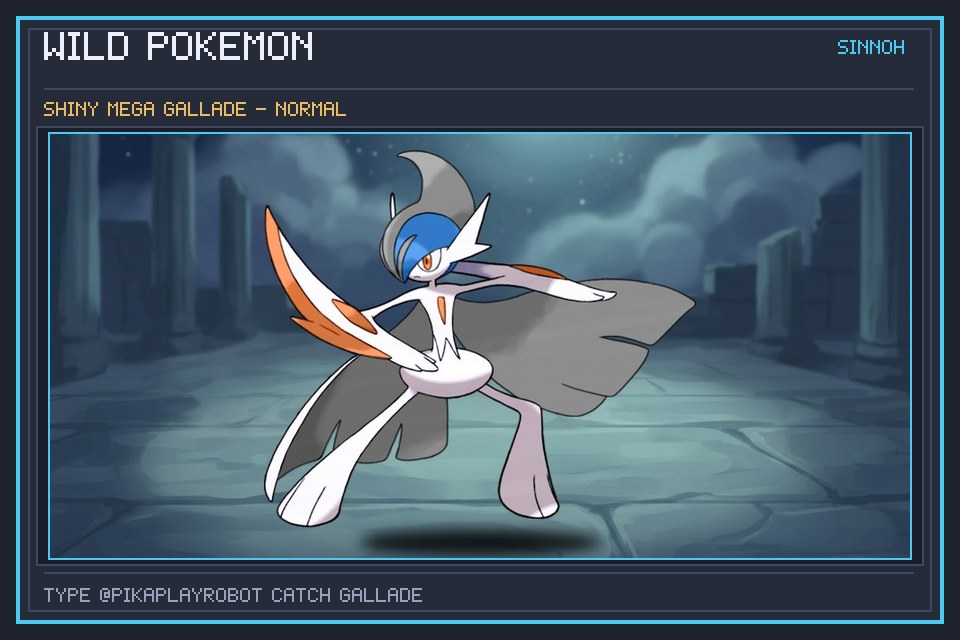 WILD POKEMON
SINNOH
SHINY MEGA GALLADE - NORMAL
TYPE @PIKAPLAYROBOT CATCH GALLADE